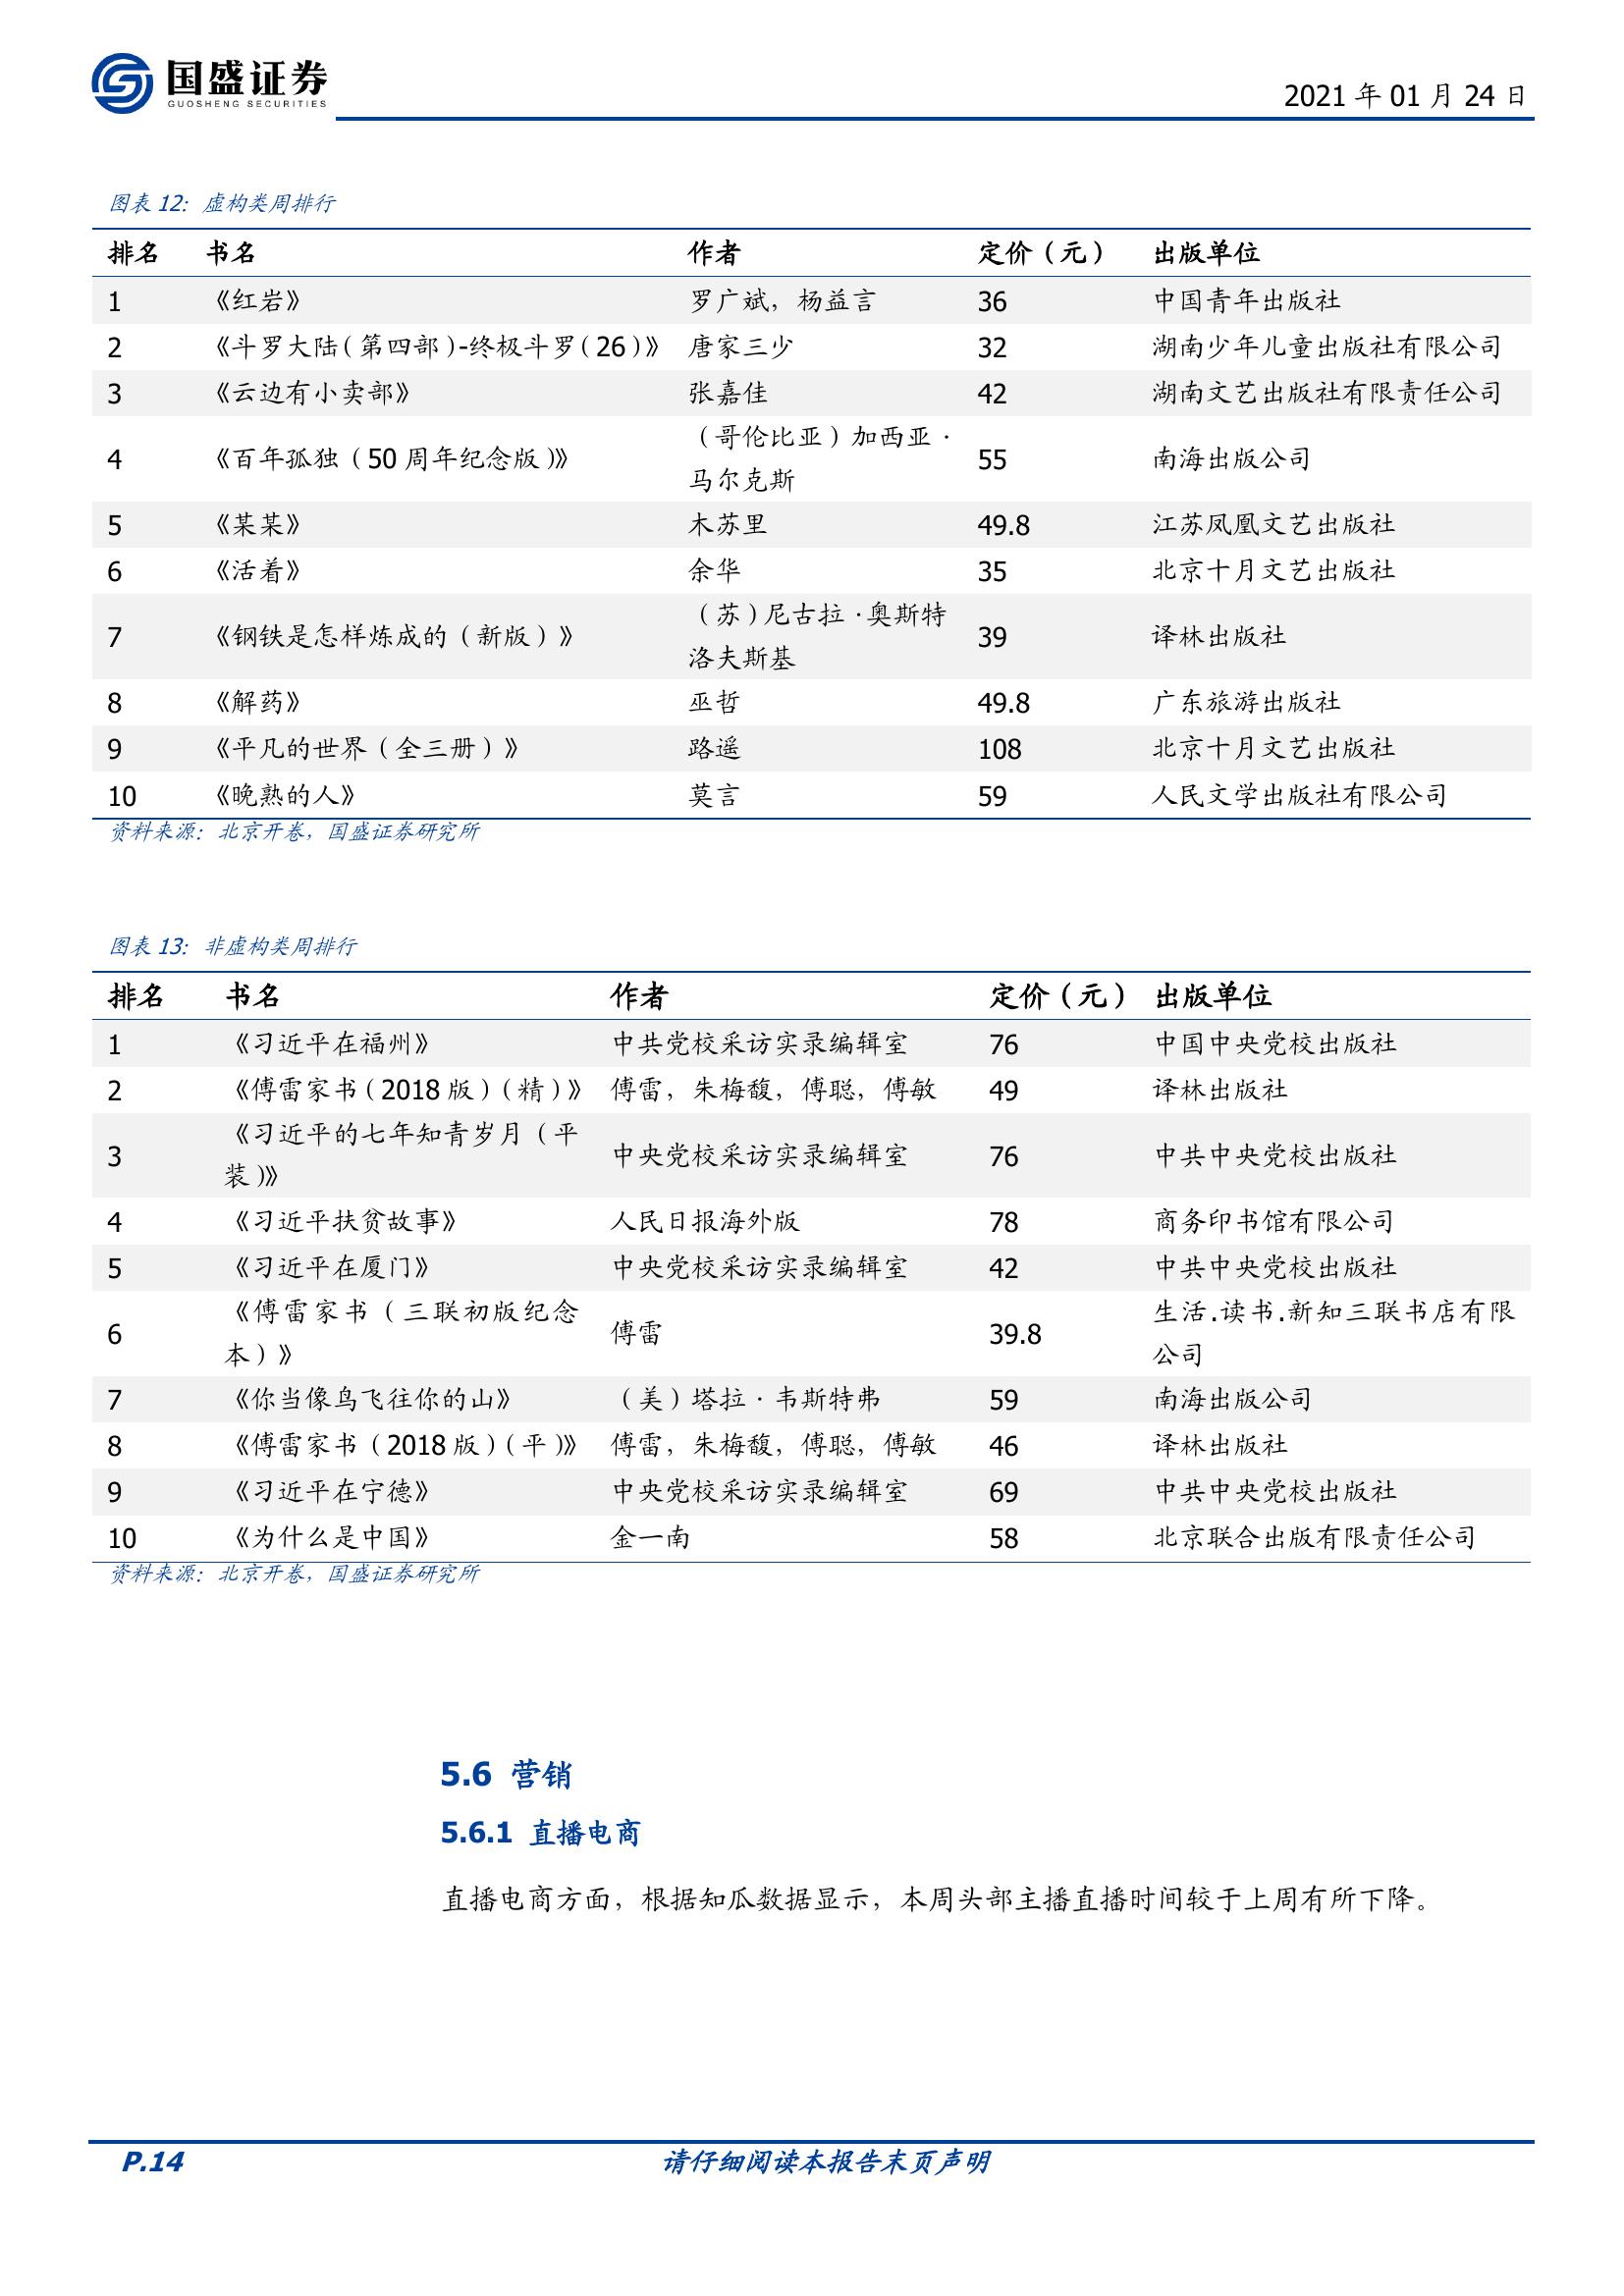 国盛证券
GUOSHENG SECURITIES
2021 年 01 月 24 日
图表 12：虚构类周排行
排名 书名 作者 定价（元） 出版单位
1 《红岩》 罗广斌，杨益言 36 中国青年出版社
2 《斗罗大陆（第四部）-终极斗罗（26）》 唐家三少 32 湖南少年儿童出版社有限公司
3 《云边有小卖部》 张嘉佳 42 湖南文艺出版社有限责任公司
4 《百年孤独（50 周年纪念版）》 （哥伦比亚）加西亚·
马尔克斯 55 南海出版公司
5 《某某》 木苏里 49.8 江苏凤凰文艺出版社
6 《活着》 余华 35 北京十月文艺出版社
7 《钢铁是怎样炼成的（新版）》 （苏）尼古拉·奥斯特
洛夫斯基 39 译林出版社
8 《解药》 巫哲 49.8 广东旅游出版社
9 《平凡的世界（全三册）》 路遥 108 北京十月文艺出版社
10 《晚熟的人》 莫言 59 人民文学出版社有限公司
资料来源：北京开卷，国盛证券研究所
图表 13：非虚构类周排行
排名 书名 作者 定价（元） 出版单位
1 《习近平在福州》 中共党校采访实录编辑室 76 中国中央党校出版社
2 《傅雷家书（2018 版）（精）》 傅雷，朱梅馥，傅聪，傅敏 49 译林出版社
3 《习近平的七年知青岁月（平
装）》 中央党校采访实录编辑室 76 中共中央党校出版社
4 《习近平扶贫故事》 人民日报海外版 78 商务印书馆有限公司
5 《习近平在厦门》 中央党校采访实录编辑室 42 中共中央党校出版社
6 《傅雷家书（三联初版纪念
本）》 傅雷 39.8 生活.读书.新知三联书店有限
公司
7 《你当像鸟飞往你的山》 （美）塔拉·韦斯特弗 59 南海出版公司
8 《傅雷家书（2018 版）（平）》 傅雷，朱梅馥，傅聪，傅敏 46 译林出版社
9 《习近平在宁德》 中央党校采访实录编辑室 69 中共中央党校出版社
10 《为什么是中国》 金一南 58 北京联合出版有限责任公司
资料来源：北京开卷，国盛证券研究所
5.6 营销
5.6.1 直播电商
直播电商方面，根据知瓜数据显示，本周头部主播直播时间较于上周有所下降。
P.14 请仔细阅读本报告末页声明